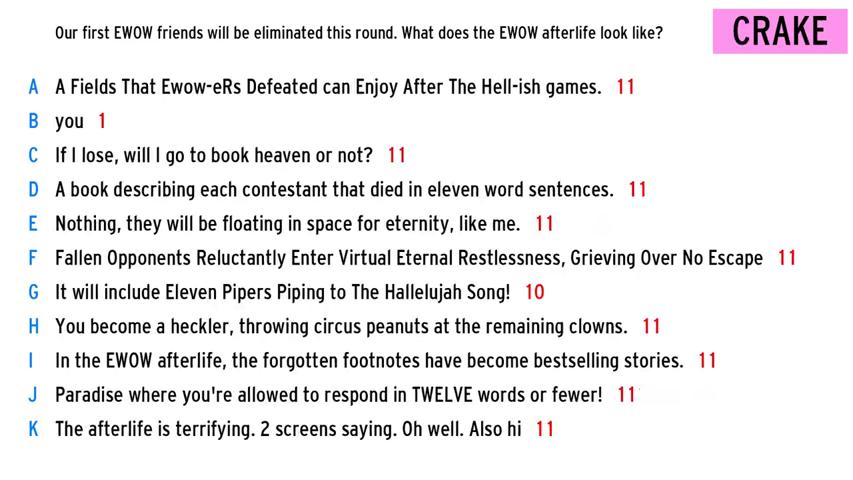 Our first EWOW friends will be eliminated this round. What does the EWOW afterlife look like?
CRAKE
A A Fields That Ewow-eRs Defeated can Enjoy After The Hell-ish games. 11
B you 1
C If I lose, will I go to book heaven or not? 11
D A book describing each contestant that died in eleven word sentences. 11
E Nothing, they will be floating in space for eternity, like me. 11
F Fallen Opponents Reluctantly Enter Virtual Eternal Restlessness, Grieving Over No Escape 11
G It will include Eleven Pipers Piping to The Hallelujah Song! 10
H You become a heckler, throwing circus peanuts at the remaining clowns. 11
I In the EWOW afterlife, the forgotten footnotes have become bestselling stories. 11
J Paradise where you're allowed to respond in TWELVE words or fewer! 11
K The afterlife is terrifying. 2 screens saying. Oh well. Also hi 11